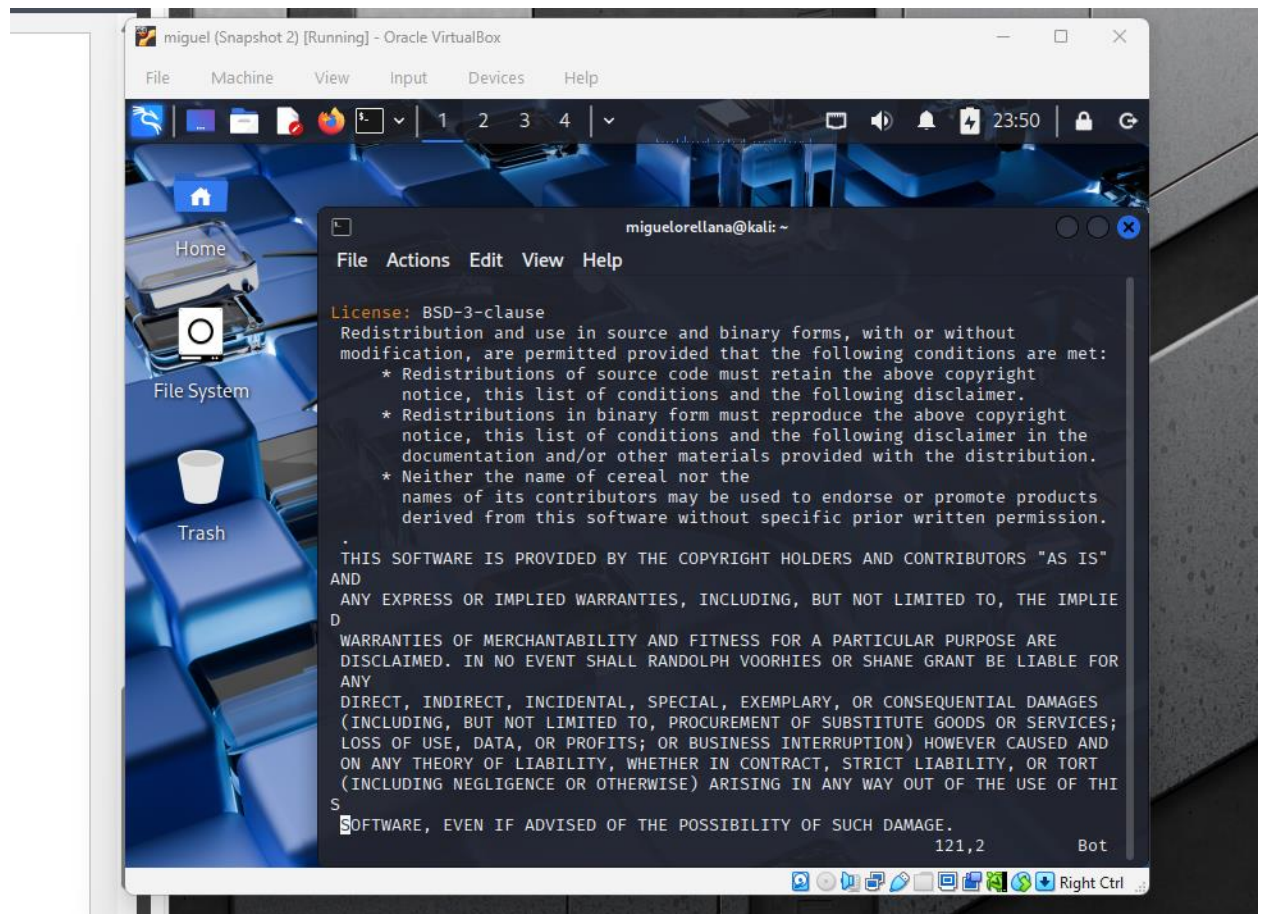 miguel (Snapshot 2) [Running] - Oracle VirtualBox
File Machine View Input Devices Help
1 2 3 4 23:50
Home
File System
Trash
miguelorellana@kali: ~
File Actions Edit View Help
License: BSD-3-clause
Redistribution and use in source and binary forms, with or without
modification, are permitted provided that the following conditions are met:
* Redistributions of source code must retain the above copyright
notice, this list of conditions and the following disclaimer.
* Redistributions in binary form must reproduce the above copyright
notice, this list of conditions and the following disclaimer in the
documentation and/or other materials provided with the distribution.
* Neither the name of cereal nor the
names of its contributors may be used to endorse or promote products
derived from this software without specific prior written permission.
.
THIS SOFTWARE IS PROVIDED BY THE COPYRIGHT HOLDERS AND CONTRIBUTORS "AS IS"
AND
ANY EXPRESS OR IMPLIED WARRANTIES, INCLUDING, BUT NOT LIMITED TO, THE IMPLIE
D
WARRANTIES OF MERCHANTABILITY AND FITNESS FOR A PARTICULAR PURPOSE ARE
DISCLAIMED. IN NO EVENT SHALL RANDOLPH VOORHIES OR SHANE GRANT BE LIABLE FOR
ANY
DIRECT, INDIRECT, INCIDENTAL, SPECIAL, EXEMPLARY, OR CONSEQUENTIAL DAMAGES
(INCLUDING, BUT NOT LIMITED TO, PROCUREMENT OF SUBSTITUTE GOODS OR SERVICES;
LOSS OF USE, DATA, OR PROFITS; OR BUSINESS INTERRUPTION) HOWEVER CAUSED AND
ON ANY THEORY OF LIABILITY, WHETHER IN CONTRACT, STRICT LIABILITY, OR TORT
(INCLUDING NEGLIGENCE OR OTHERWISE) ARISING IN ANY WAY OUT OF THE USE OF THI
S
SOFTWARE, EVEN IF ADVISED OF THE POSSIBILITY OF SUCH DAMAGE.
121,2 Bot
Right Ctrl